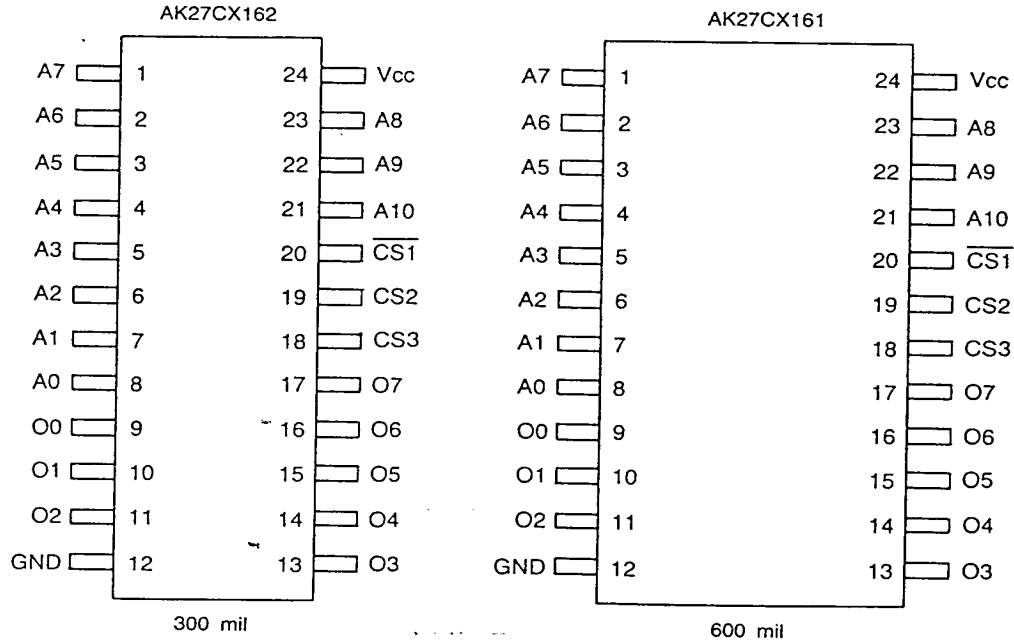 AK27CX162
A7 1 24 Vcc
A6 2 23 A8
A5 3 22 A9
A4 4 21 A10
A3 5 20 C̅S̅1̅
A2 6 19 CS2
A1 7 18 CS3
A0 8 17 O7
O0 9 16 O6
O1 10 15 O5
O2 11 14 O4
GND 12 13 O3
300 mil
AK27CX161
A7 1 24 Vcc
A6 2 23 A8
A5 3 22 A9
A4 4 21 A10
A3 5 20 C̅S̅1̅
A2 6 19 CS2
A1 7 18 CS3
A0 8 17 O7
O0 9 16 O6
O1 10 15 O5
O2 11 14 O4
GND 12 13 O3
600 mil